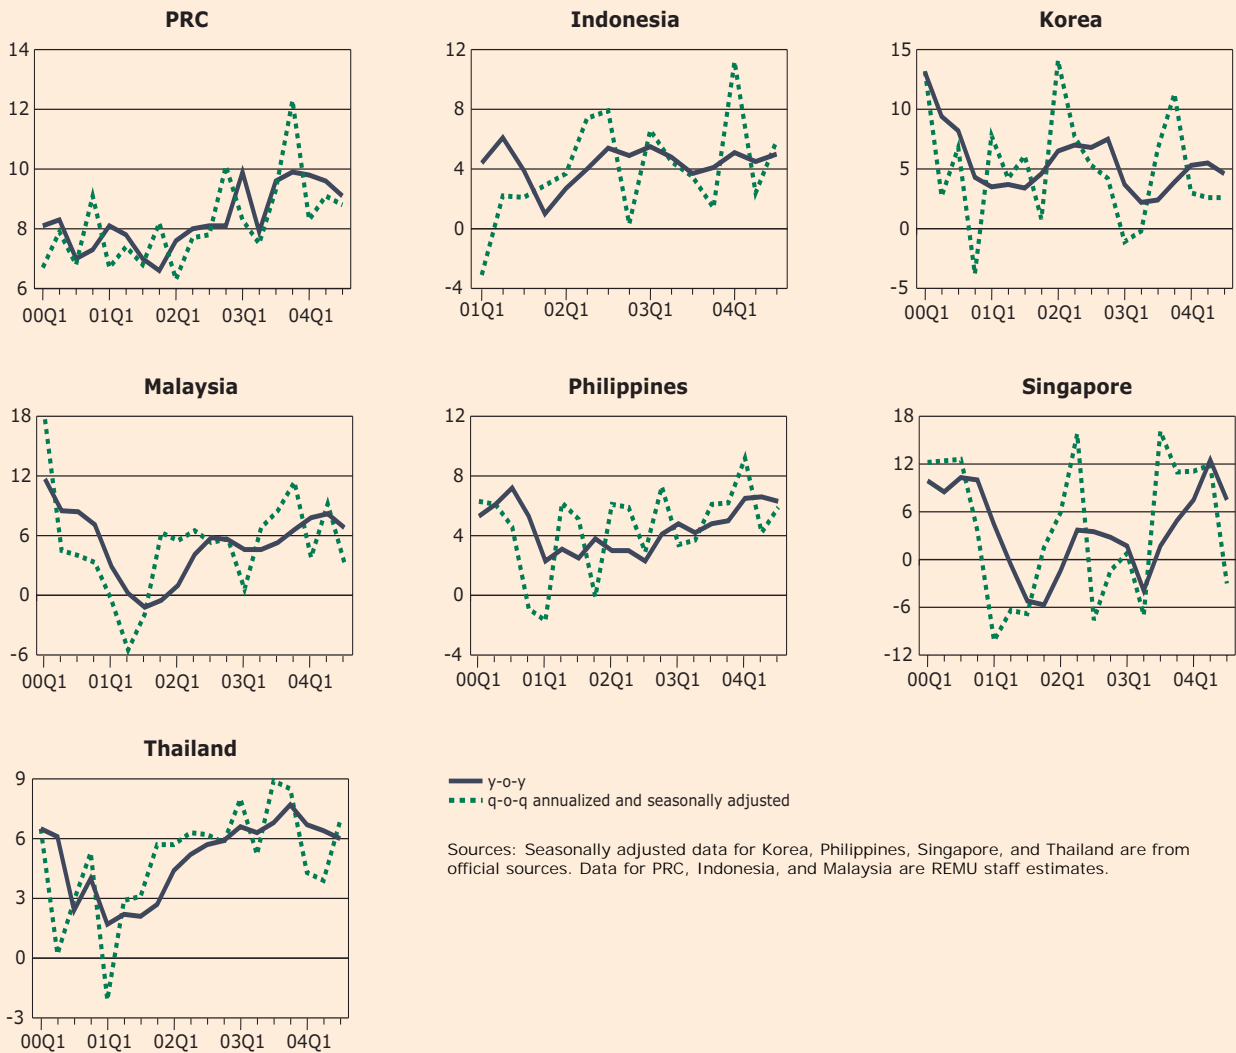 PRC
14
12
10
8
6
00Q1 01Q1 02Q1 03Q1 04Q1
Indonesia
12
8
4
0
-4
01Q1 02Q1 03Q1 04Q1
Korea
15
10
5
0
-5
00Q1 01Q1 02Q1 03Q1 04Q1
Malaysia
18
12
6
0
-6
00Q1 01Q1 02Q1 03Q1 04Q1
Philippines
12
8
4
0
-4
00Q1 01Q1 02Q1 03Q1 04Q1
Singapore
18
12
6
0
-6
-12
00Q1 01Q1 02Q1 03Q1 04Q1
Thailand
9
6
3
0
-3
00Q1 01Q1 02Q1 03Q1 04Q1
y-o-y
q-o-q annualized and seasonally adjusted
Sources: Seasonally adjusted data for Korea, Philippines, Singapore, and Thailand are from
official sources. Data for PRC, Indonesia, and Malaysia are REMU staff estimates.